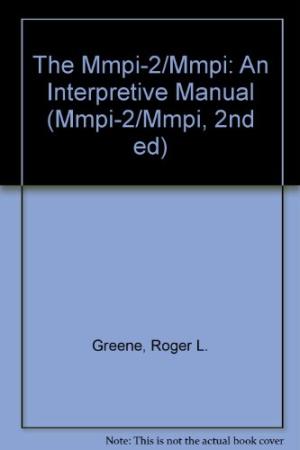 The Mmpi-2/Mmpi: An
Interpretive Manual
(Mmpi-2/Mmpi, 2nd
ed)
Greene, Roger L.
Note: This is not the actual book cover